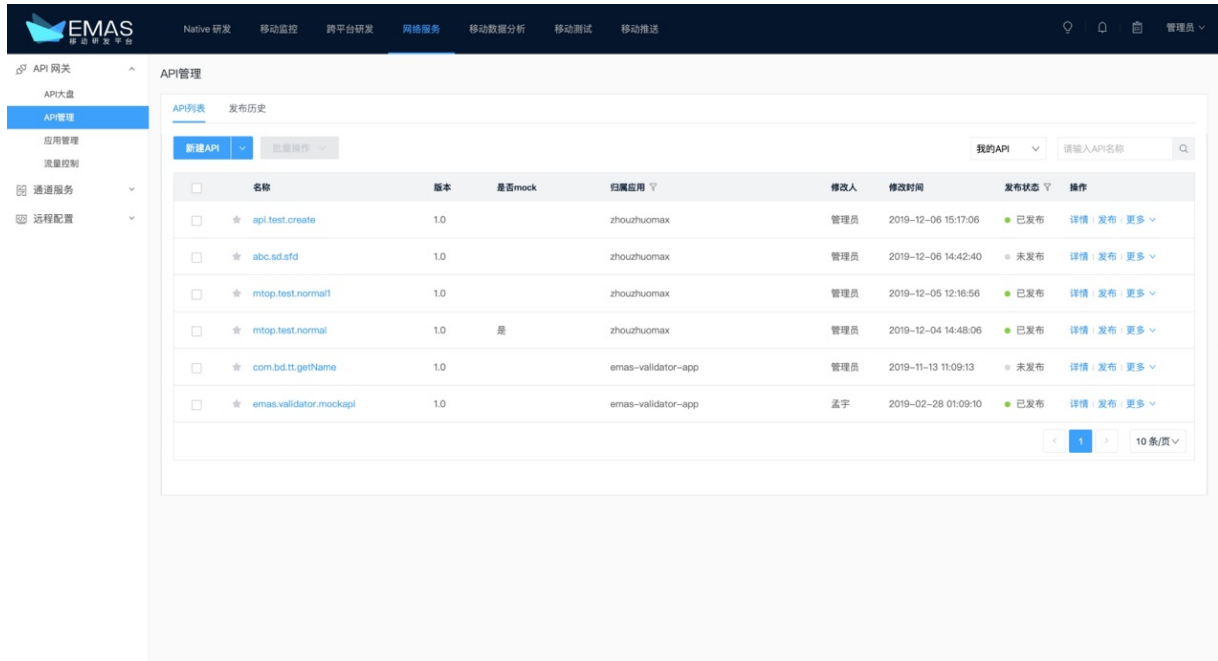 EMAS
移动研发平台
Native 研发 移动监控 跨平台研发 网络服务 移动数据分析 移动测试 移动推送 管理员
API 网关
API大盘
API管理
应用管理
流量控制
通道服务
远程配置
API管理
API列表 发布历史
新建API 批量操作 我的API 请输入API名称
名称 版本 是否mock 归属应用 修改人 修改时间 发布状态 操作
api.test.create 1.0 zhouzhuomax 管理员 2019-12-06 15:17:06 已发布 详情 发布 更多
abc.sd.sfd 1.0 zhouzhuomax 管理员 2019-12-06 14:42:40 未发布 详情 发布 更多
mtop.test.normal1 1.0 zhouzhuomax 管理员 2019-12-05 12:16:56 已发布 详情 发布 更多
mtop.test.normal 1.0 是 zhouzhuomax 管理员 2019-12-04 14:48:06 已发布 详情 发布 更多
com.bd.tt.getName 1.0 emas-validator-app 管理员 2019-11-13 11:09:13 未发布 详情 发布 更多
emas.validator.mockapi 1.0 emas-validator-app 孟宇 2019-02-28 01:09:10 已发布 详情 发布 更多
1 10 条/页